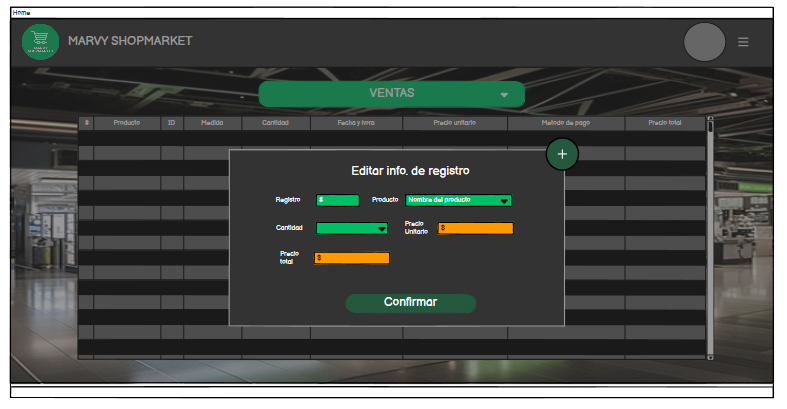 Home
MARVY SHOPMARKET
VENTAS
# Producto ID Medida Cantidad Fecha y hora Precio unitario Metodo de pago Precio total
+
Editar info. de registro
Registro # Producto Nombre del producto
Cantidad Precio Unitario $
Precio total $
Confirmar